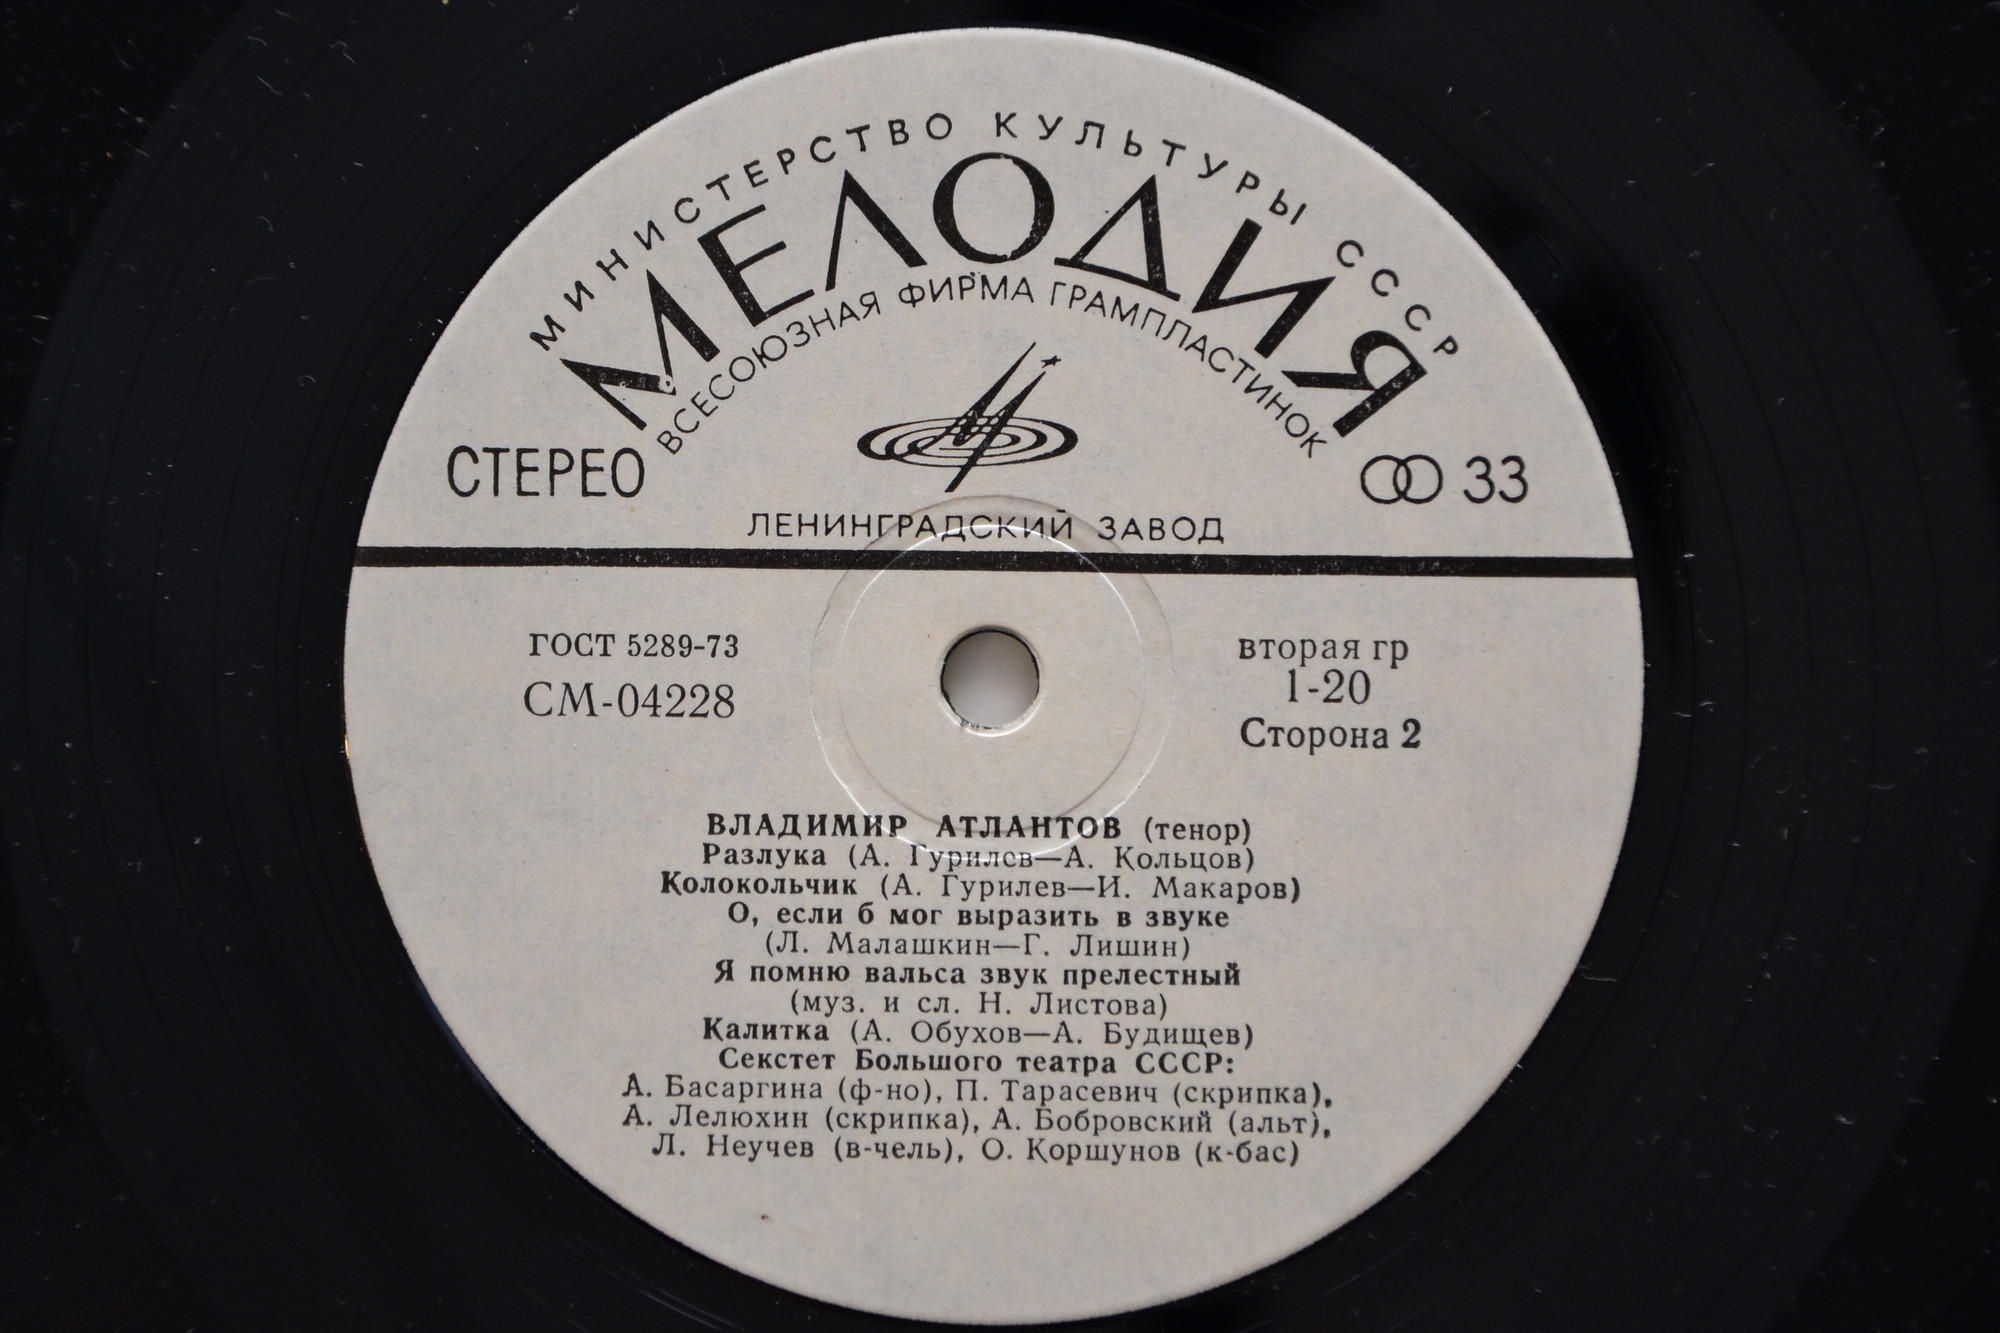 МИНИСТЕРСТВО КУЛЬТУРЫ СССР
МЕЛОДИЯ
ВСЕСОЮЗНАЯ ФИРМА ГРАМПЛАСТИНОК
СТЕРЕО
33
ЛЕНИНГРАДСКИЙ ЗАВОД
ГОСТ 5289-73
СМ-04228
вторая гр
1-20
Сторона 2
ВЛАДИМИР АТЛАНТОВ (тенор)
Разлука (А. Гурилев—А. Кольцов)
Колокольчик (А. Гурилев—И. Макаров)
О, если б мог выразить в звуке
(Л. Малашкин—Г. Лишин)
Я помню вальса звук прелестный
(муз. и сл. Н. Листова)
Калитка (А. Обухов—А. Будищев)
Секстет Большого театра СССР:
А. Басаргина (ф-но), П. Тарасевич (скрипка),
А. Лелюхин (скрипка), А. Бобровский (альт),
Л. Неучев (в-чель), О. Коршунов (к-бас)